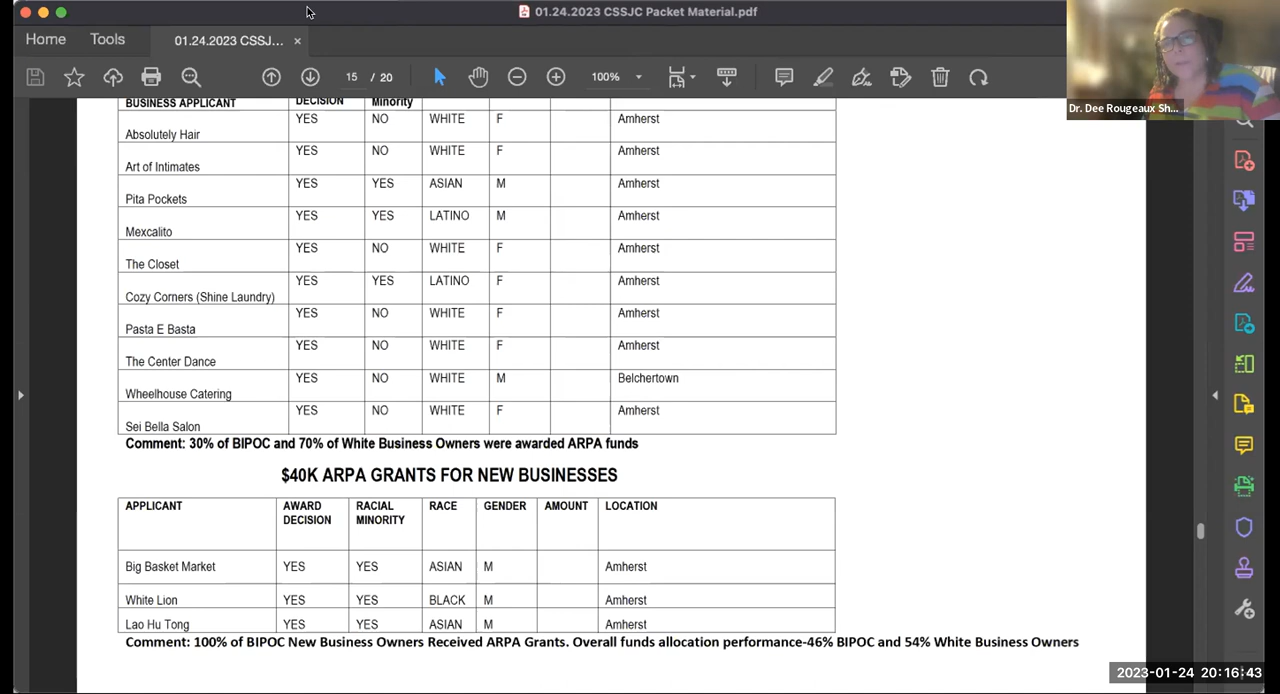 01.24.2023 CSSJC Packet Material.pdf
Home Tools 01.24.2023 CSSJ... ×
15 / 20 100%
Dr. Dee Rougeaux Sh...
BUSINESS APPLICANT DECISION Minority
Absolutely Hair YES NO WHITE F Amherst
Art of Intimates YES NO WHITE F Amherst
Pita Pockets YES YES ASIAN M Amherst
Mexcalito YES YES LATINO M Amherst
The Closet YES NO WHITE F Amherst
Cozy Corners (Shine Laundry) YES YES LATINO F Amherst
Pasta E Basta YES NO WHITE F Amherst
The Center Dance YES NO WHITE F Amherst
Wheelhouse Catering YES NO WHITE M Belchertown
Sei Bella Salon YES NO WHITE F Amherst
Comment: 30% of BIPOC and 70% of White Business Owners were awarded ARPA funds
$40K ARPA GRANTS FOR NEW BUSINESSES
APPLICANT AWARD RACIAL RACE GENDER AMOUNT LOCATION
DECISION MINORITY
Big Basket Market YES YES ASIAN M Amherst
White Lion YES YES BLACK M Amherst
Lao Hu Tong YES YES ASIAN M Amherst
Comment: 100% of BIPOC New Business Owners Received ARPA Grants. Overall funds allocation performance-46% BIPOC and 54% White Business Owners
2023-01-24 20:16:43